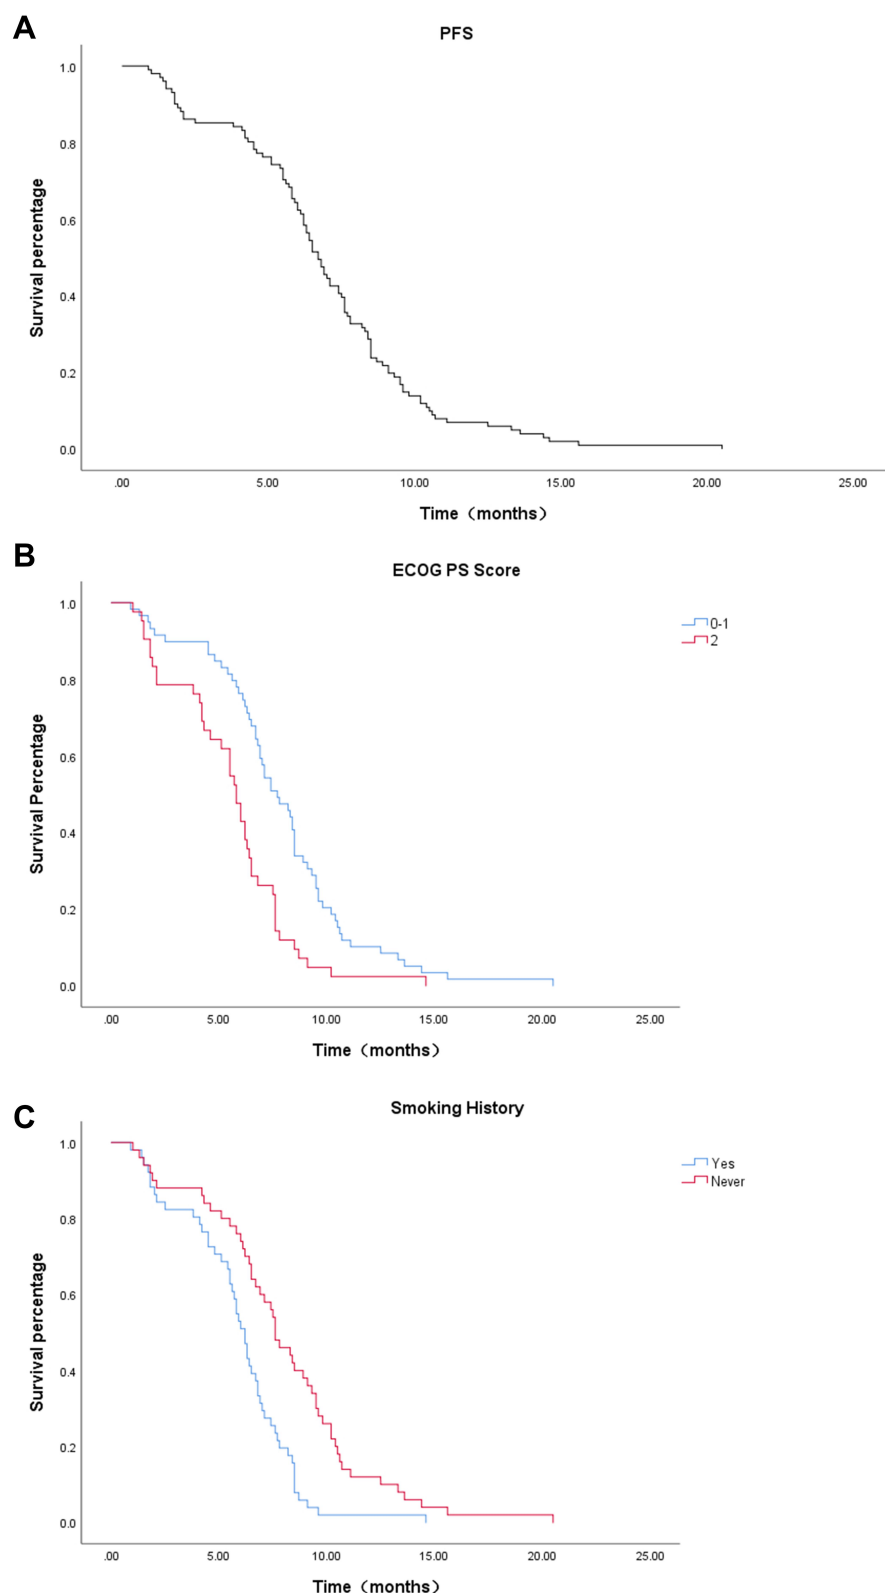 A
PFS
Survival percentage
1.0
0.8
0.6
0.4
0.2
0.0
.00 5.00 10.00 15.00 20.00 25.00
Time（months）
B
ECOG PS Score
Survival Percentage
1.0
0.8
0.6
0.4
0.2
0.0
0-1
2
.00 5.00 10.00 15.00 20.00 25.00
Time（months）
C
Smoking History
Survival percentage
1.0
0.8
0.6
0.4
0.2
0.0
Yes
Never
.00 5.00 10.00 15.00 20.00 25.00
Time（months）